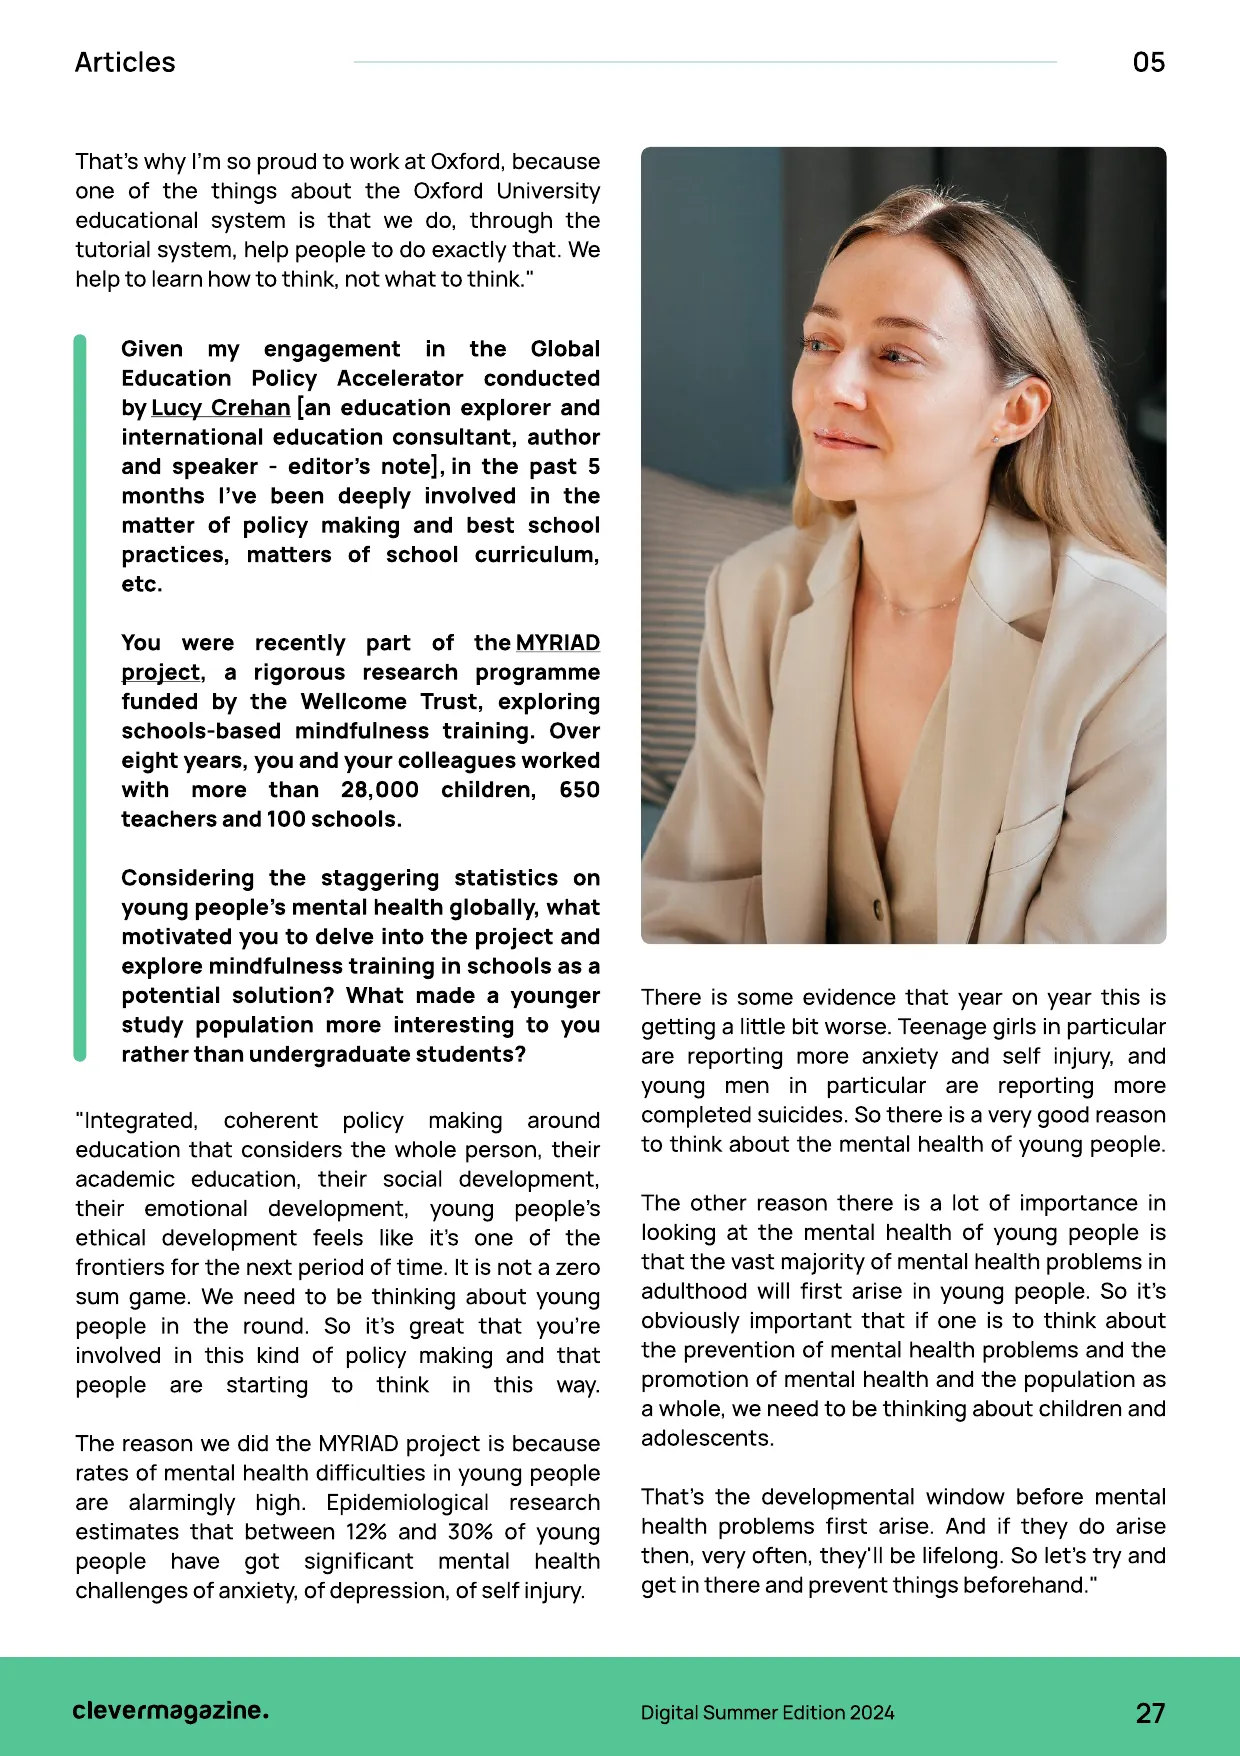 Articles
05
That's why I'm so proud to work at Oxford, because
one of the things about the Oxford University
educational system is that we do, through the
tutorial system, help people to do exactly that. We
help to learn how to think, not what to think."
Given my engagement in the Global
Education Policy Accelerator conducted
by Lucy Crehan [an education explorer and
international education consultant, author
and speaker - editor's note], in the past 5
months I've been deeply involved in the
matter of policy making and best school
practices, matters of school curriculum,
etc.
You were recently part of the MYRIAD
project, a rigorous research programme
funded by the Wellcome Trust, exploring
schools-based mindfulness training. Over
eight years, you and your colleagues worked
with more than 28,000 children, 650
teachers and 100 schools.
Considering the staggering statistics on
young people's mental health globally, what
motivated you to delve into the project and
explore mindfulness training in schools as a
potential solution? What made a younger
study population more interesting to you
rather than undergraduate students?
"Integrated, coherent policy making around
education that considers the whole person, their
academic education, their social development,
their emotional development, young people's
ethical development feels like it's one of the
frontiers for the next period of time. It is not a zero
sum game. We need to be thinking about young
people in the round. So it's great that you're
involved in this kind of policy making and that
people are starting to think in this way.
The reason we did the MYRIAD project is because
rates of mental health difficulties in young people
are alarmingly high. Epidemiological research
estimates that between 12% and 30% of young
people have got significant mental health
challenges of anxiety, of depression, of self injury.
There is some evidence that year on year this is
getting a little bit worse. Teenage girls in particular
are reporting more anxiety and self injury, and
young men in particular are reporting more
completed suicides. So there is a very good reason
to think about the mental health of young people.
The other reason there is a lot of importance in
looking at the mental health of young people is
that the vast majority of mental health problems in
adulthood will first arise in young people. So it's
obviously important that if one is to think about
the prevention of mental health problems and the
promotion of mental health and the population as
a whole, we need to be thinking about children and
adolescents.
That's the developmental window before mental
health problems first arise. And if they do arise
then, very often, they'll be lifelong. So let's try and
get in there and prevent things beforehand."
clevermagazine.
Digital Summer Edition 2024
27